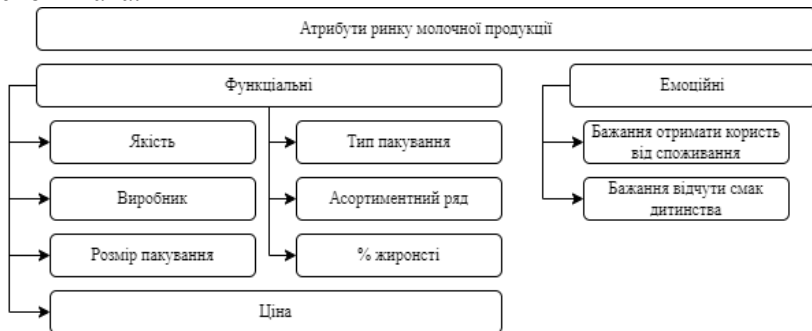 Атрибути ринку молочної продукції
Функціальні
Емоційні
Якість
Тип пакування
Бажання отримати користь
від споживання
Виробник
Асортиментний ряд
Бажання відчути смак
дитинства
Розмір пакування
% жиронсті
Ціна